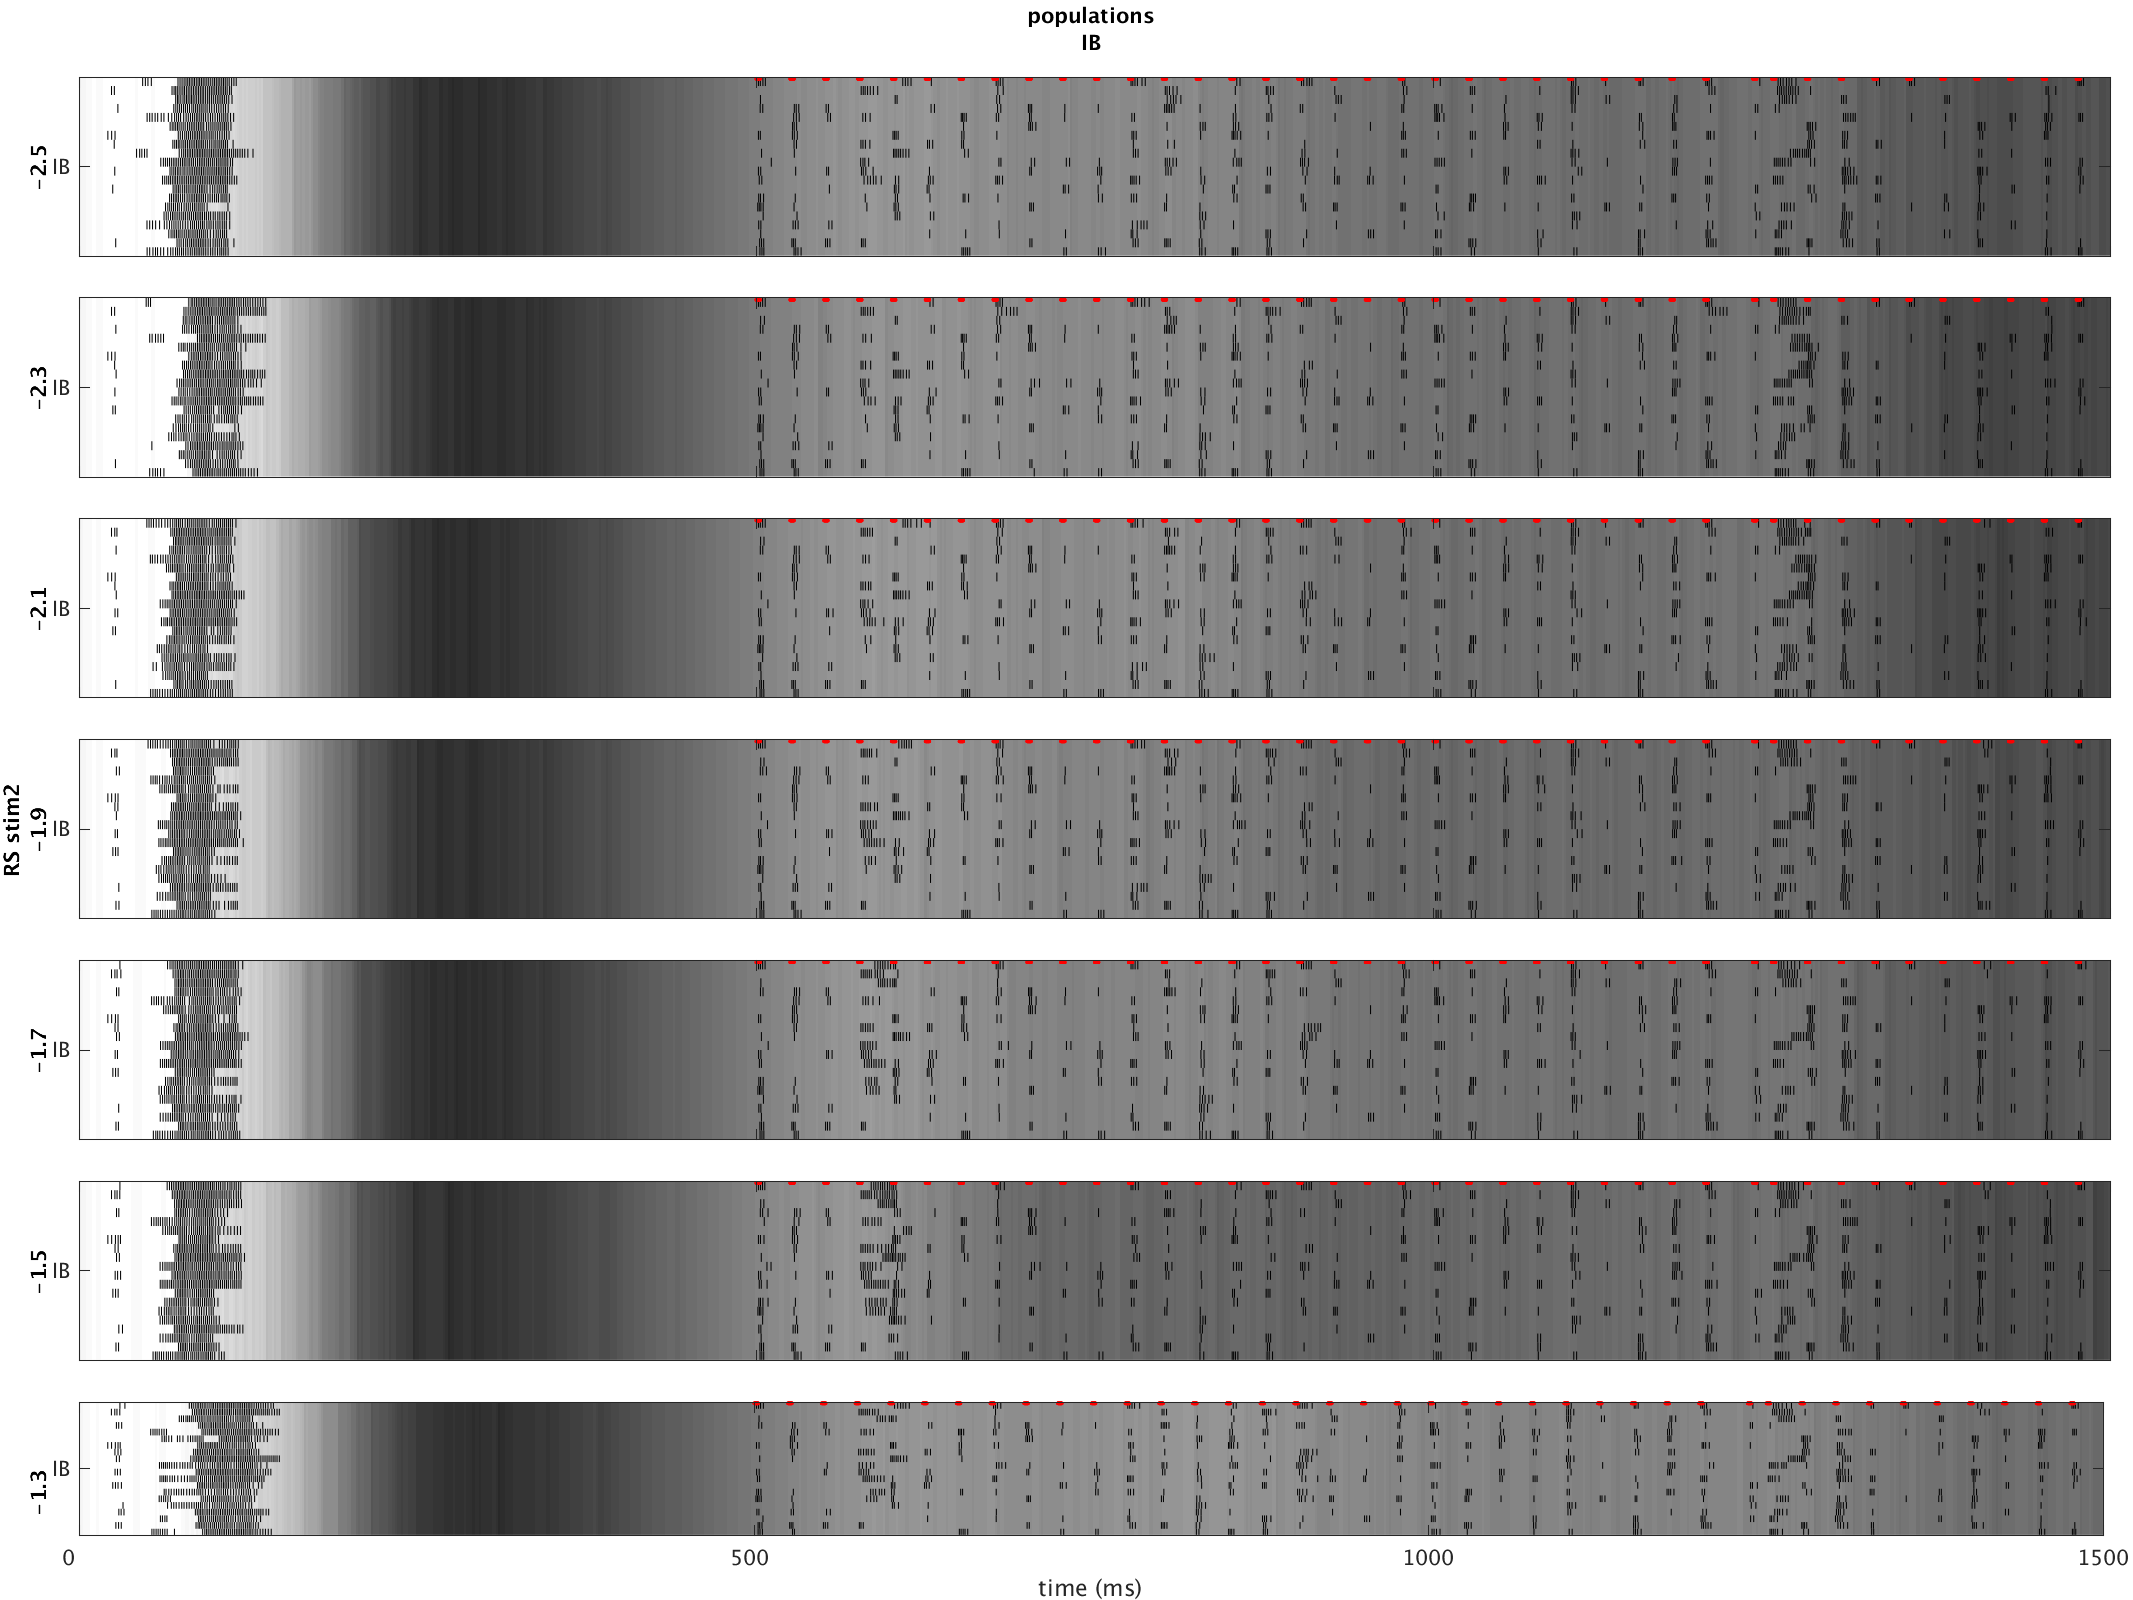 populations
IB
RS stim2
-2.5 IB
-2.3 IB
-2.1 IB
-1.9 IB
-1.7 IB
-1.5 IB
-1.3 IB
0 500 1000 1500
time (ms)